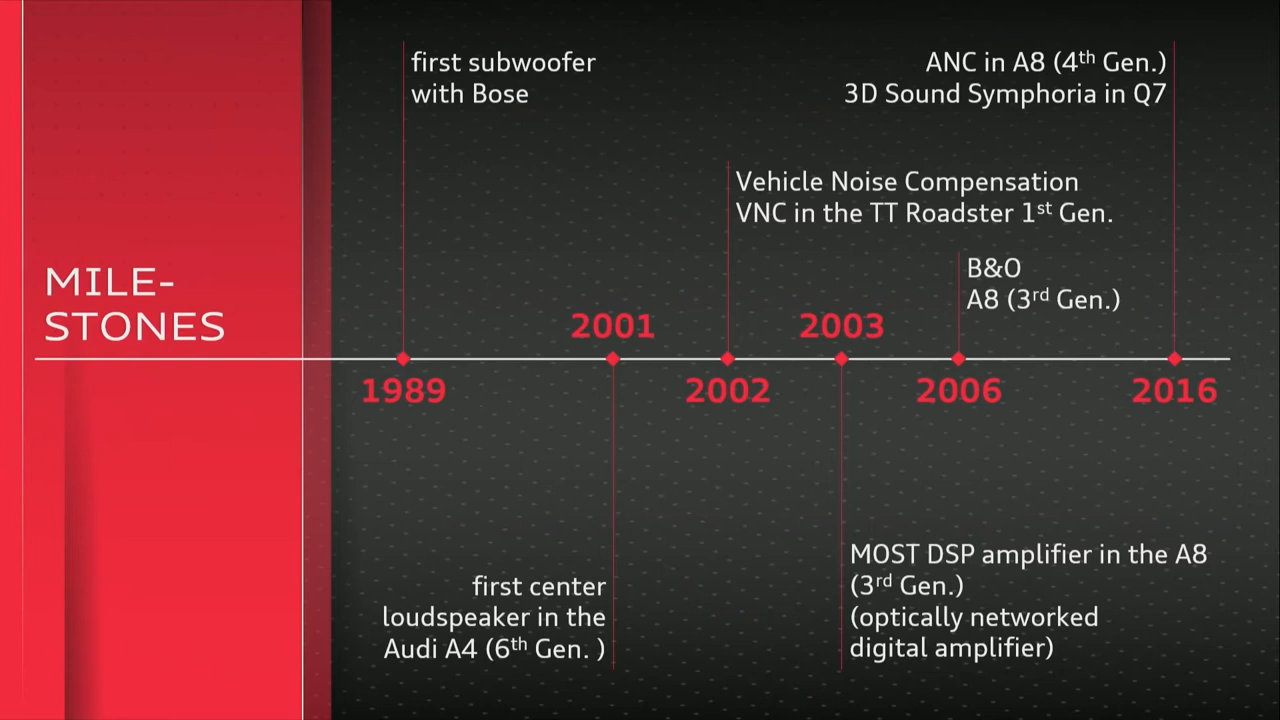 MILE-
STONES
first subwoofer
with Bose
1989
2001
first center
loudspeaker in the
Audi A4 (6th Gen. )
Vehicle Noise Compensation
VNC in the TT Roadster 1st Gen.
2002
2003
MOST DSP amplifier in the A8
(3rd Gen.)
(optically networked
digital amplifier)
B&O
A8 (3rd Gen.)
2006
ANC in A8 (4th Gen.)
3D Sound Symphoria in Q7
2016